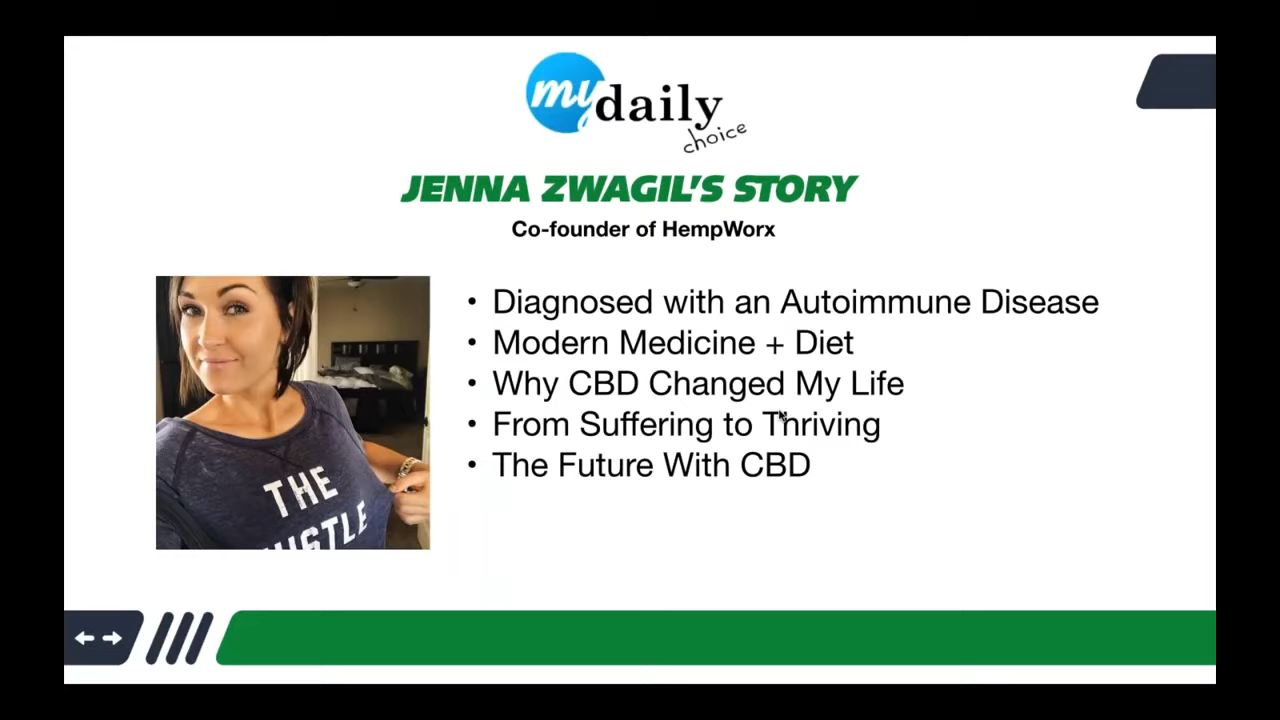 my daily
choice
JENNA ZWAGIL'S STORY
Co-founder of HempWorx
• Diagnosed with an Autoimmune Disease
• Modern Medicine + Diet
• Why CBD Changed My Life
• From Suffering to Thriving
• The Future With CBD
THE